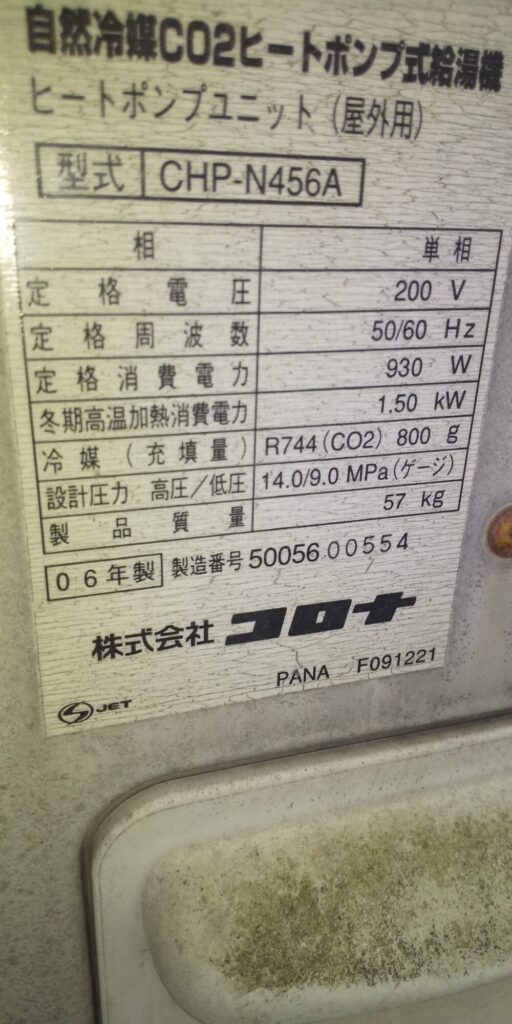 自然冷媒CO2ヒートポンプ式給湯機
ヒートポンプユニット（屋外用）
型式 CHP-N456A
相 単相
定格電圧 200 V
定格周波数 50/60 Hz
定格消費電力 930 W
冬期高温加熱消費電力 1.50 kW
冷媒（充填量） R744（CO2）800 g
設計圧力 高圧／低圧 14.0/9.0 MPa（ゲージ）
製品質量 57 kg
06年製 製造番号 5005600554
株式会社 コロナ
PANA F091221
JET